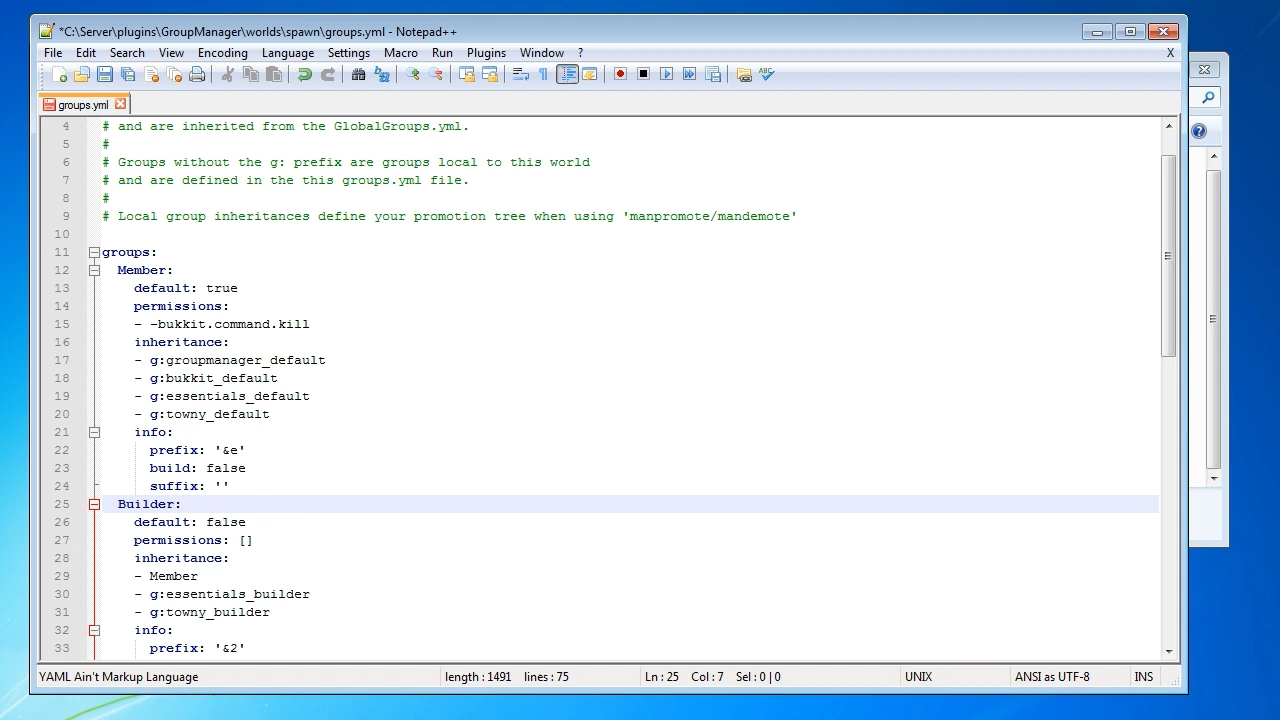 *C:\Server\plugins\GroupManager\worlds\spawn\groups.yml - Notepad++
File Edit Search View Encoding Language Settings Macro Run Plugins Window ? X
groups.yml
4 # and are inherited from the GlobalGroups.yml.
5 #
6 # Groups without the g: prefix are groups local to this world
7 # and are defined in the this groups.yml file.
8 #
9 # Local group inheritances define your promotion tree when using 'manpromote/mandemote'
10
11 groups:
12 Member:
13 default: true
14 permissions:
15 - -bukkit.command.kill
16 inheritance:
17 - g:groupmanager_default
18 - g:bukkit_default
19 - g:essentials_default
20 - g:towny_default
21 info:
22 prefix: '&e'
23 build: false
24 suffix: ''
25 Builder:
26 default: false
27 permissions: []
28 inheritance:
29 - Member
30 - g:essentials_builder
31 - g:towny_builder
32 info:
33 prefix: '&2'
YAML Ain't Markup Language length : 1491 lines : 75 Ln : 25 Col : 7 Sel : 0 | 0 UNIX ANSI as UTF-8 INS